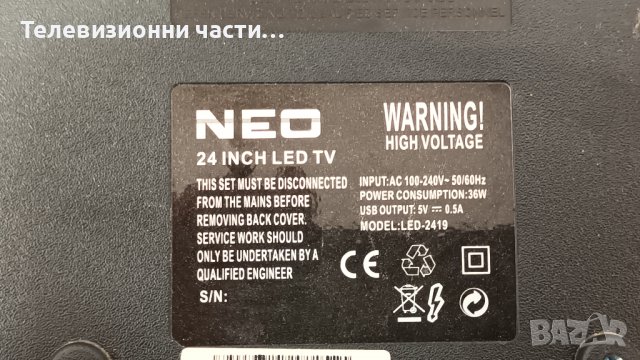 Телевизионни части…
PERSONNEL
NEO
24 INCH LED TV
THIS SET MUST BE DISCONNECTED
FROM THE MAINS BEFORE
REMOVING BACK COVER.
SERVICE WORK SHOULD
ONLY BE UNDERTAKEN BY A
QUALIFIED ENGINEER
S/N:
WARNING!
HIGH VOLTAGE
INPUT:AC 100-240V~ 50/60Hz
POWER CONSUMPTION:36W
USB OUTPUT: 5V ⎓ 0.5A
MODEL:LED-2419
CE
BAZAR